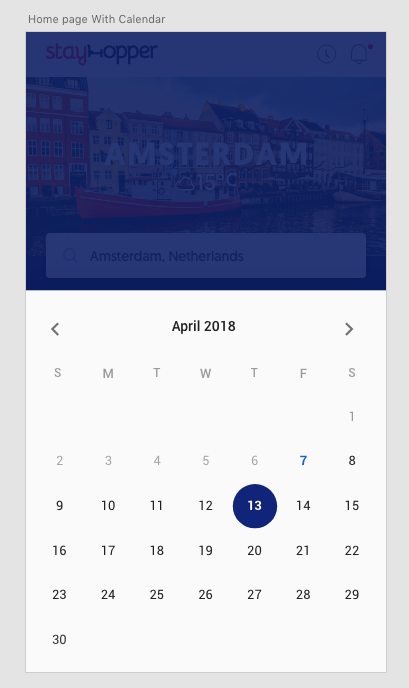 Home page With Calendar
stayHopper
AMSTERDAM
15°C
Amsterdam, Netherlands
April 2018
S M T W T F S
1
2 3 4 5 6 7 8
9 10 11 12 13 14 15
16 17 18 19 20 21 22
23 24 25 26 27 28 29
30